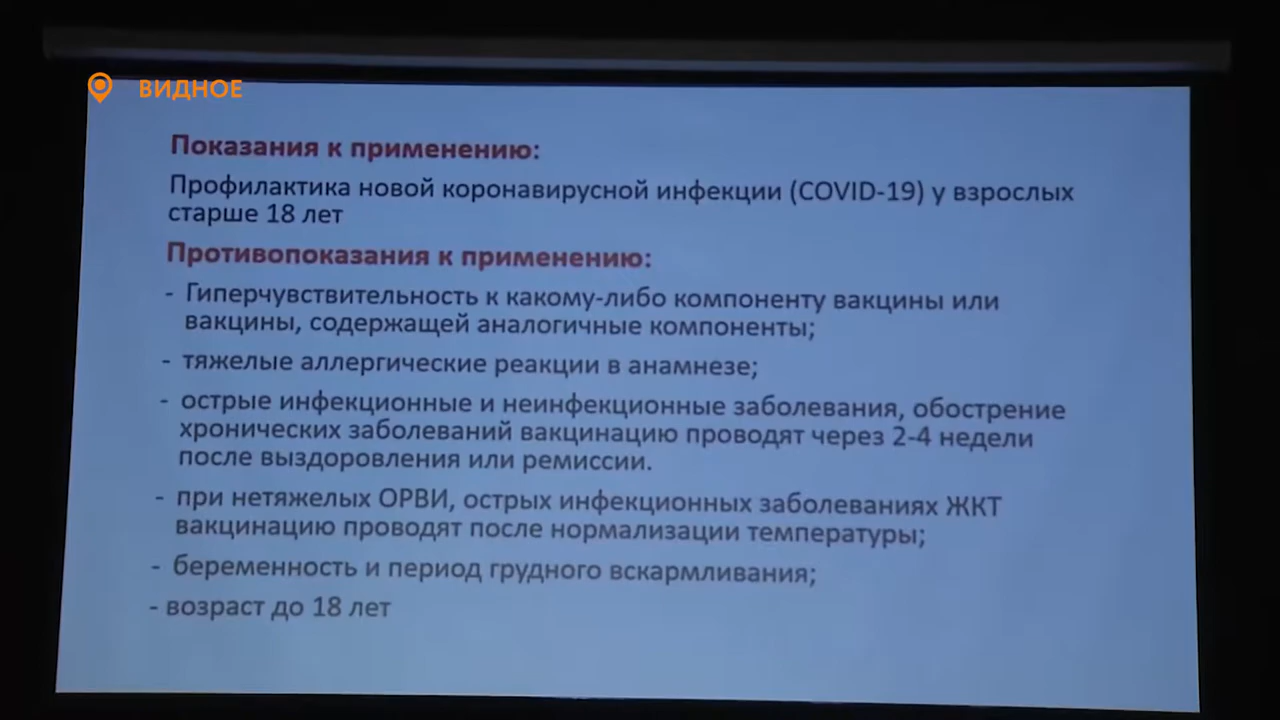 ВИДНОЕ
Показания к применению:
Профилактика новой коронавирусной инфекции (COVID-19) у взрослых
старше 18 лет
Противопоказания к применению:
- Гиперчувствительность к какому-либо компоненту вакцины или
вакцины, содержащей аналогичные компоненты;
- тяжелые аллергические реакции в анамнезе;
- острые инфекционные и неинфекционные заболевания, обострение
хронических заболеваний вакцинацию проводят через 2-4 недели
после выздоровления или ремиссии.
- при нетяжелых ОРВИ, острых инфекционных заболеваниях ЖКТ
вакцинацию проводят после нормализации температуры;
- беременность и период грудного вскармливания;
- возраст до 18 лет